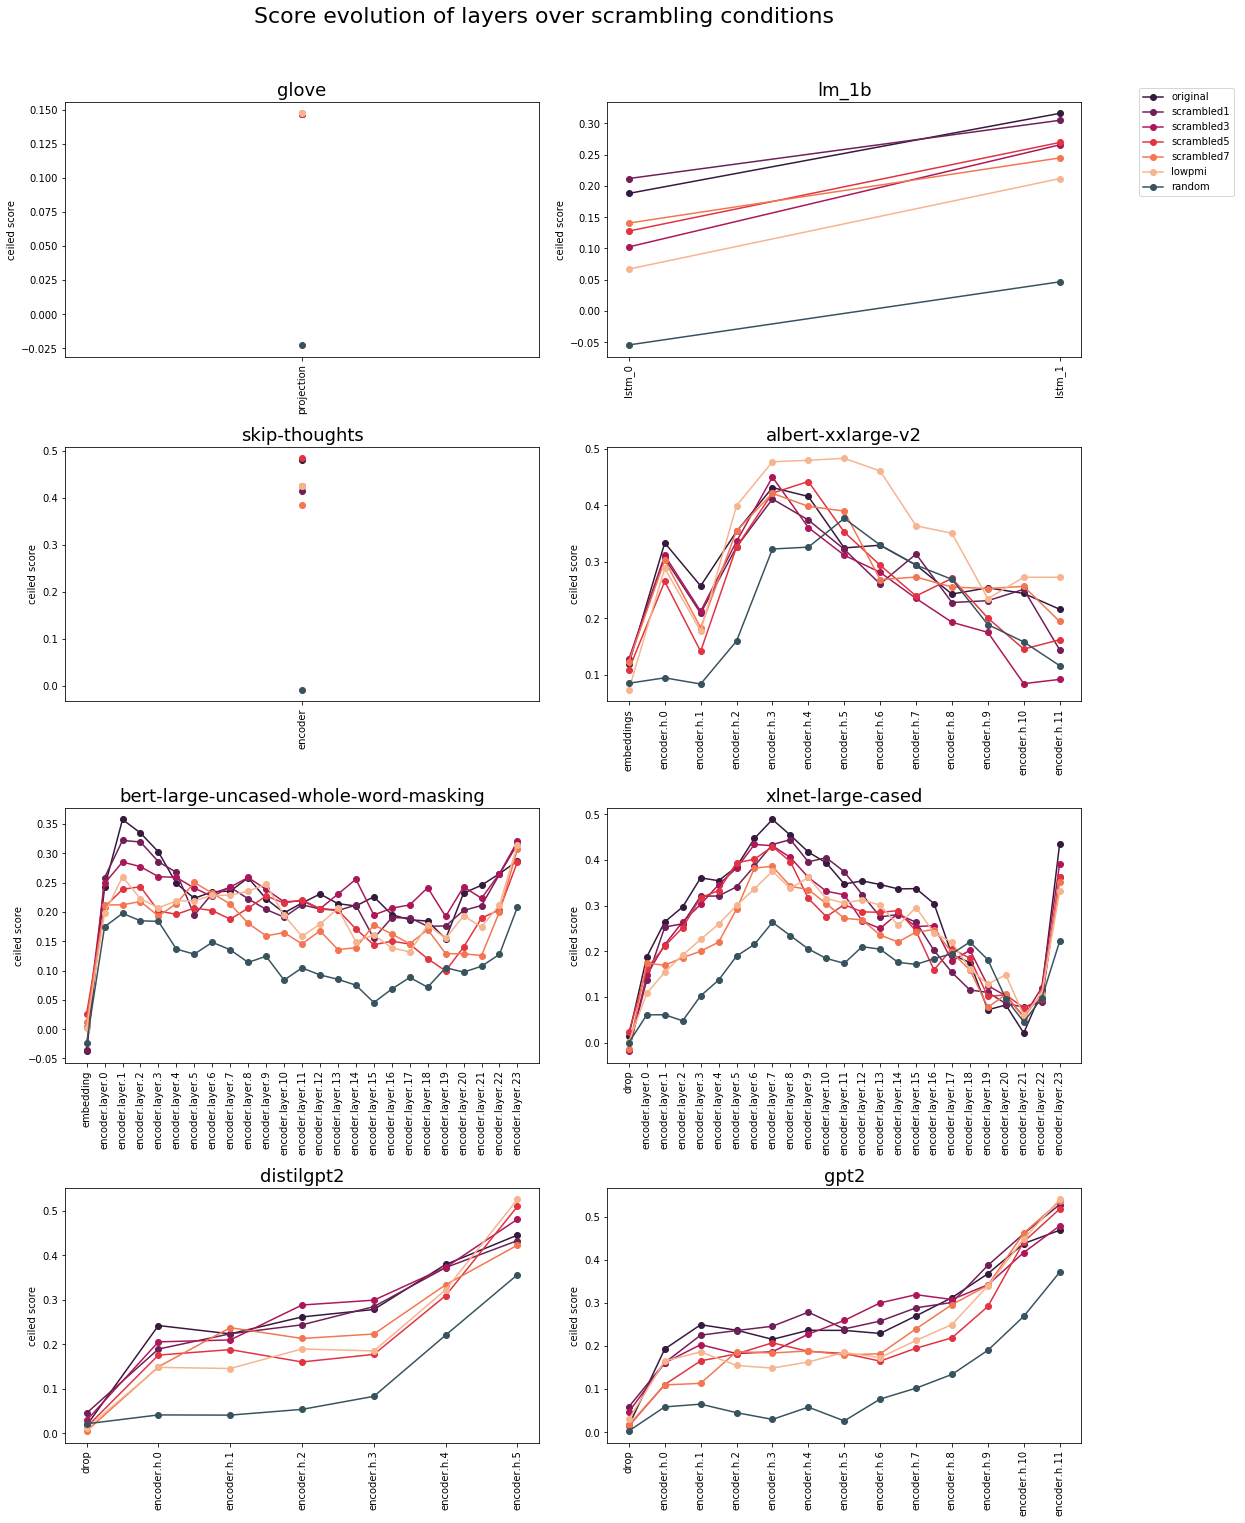 Score evolution of layers over scrambling conditions
glove
0.150
0.125
0.100
0.075
0.050
0.025
0.000
−0.025
ceiled score
projection
lm_1b
0.30
0.25
0.20
0.15
0.10
0.05
0.00
−0.05
ceiled score
lstm_0
lstm_1
original
scrambled1
scrambled3
scrambled5
scrambled7
lowpmi
random
skip-thoughts
0.5
0.4
0.3
0.2
0.1
0.0
ceiled score
encoder
albert-xxlarge-v2
0.5
0.4
0.3
0.2
0.1
ceiled score
embeddings
encoder.h.0
encoder.h.1
encoder.h.2
encoder.h.3
encoder.h.4
encoder.h.5
encoder.h.6
encoder.h.7
encoder.h.8
encoder.h.9
encoder.h.10
encoder.h.11
bert-large-uncased-whole-word-masking
0.35
0.30
0.25
0.20
0.15
0.10
0.05
0.00
−0.05
ceiled score
embedding
encoder.layer.0
encoder.layer.1
encoder.layer.2
encoder.layer.3
encoder.layer.4
encoder.layer.5
encoder.layer.6
encoder.layer.7
encoder.layer.8
encoder.layer.9
encoder.layer.10
encoder.layer.11
encoder.layer.12
encoder.layer.13
encoder.layer.14
encoder.layer.15
encoder.layer.16
encoder.layer.17
encoder.layer.18
encoder.layer.19
encoder.layer.20
encoder.layer.21
encoder.layer.22
encoder.layer.23
xlnet-large-cased
0.5
0.4
0.3
0.2
0.1
0.0
ceiled score
drop
encoder.layer.0
encoder.layer.1
encoder.layer.2
encoder.layer.3
encoder.layer.4
encoder.layer.5
encoder.layer.6
encoder.layer.7
encoder.layer.8
encoder.layer.9
encoder.layer.10
encoder.layer.11
encoder.layer.12
encoder.layer.13
encoder.layer.14
encoder.layer.15
encoder.layer.16
encoder.layer.17
encoder.layer.18
encoder.layer.19
encoder.layer.20
encoder.layer.21
encoder.layer.22
encoder.layer.23
distilgpt2
0.5
0.4
0.3
0.2
0.1
0.0
ceiled score
drop
encoder.h.0
encoder.h.1
encoder.h.2
encoder.h.3
encoder.h.4
encoder.h.5
gpt2
0.5
0.4
0.3
0.2
0.1
0.0
ceiled score
drop
encoder.h.0
encoder.h.1
encoder.h.2
encoder.h.3
encoder.h.4
encoder.h.5
encoder.h.6
encoder.h.7
encoder.h.8
encoder.h.9
encoder.h.10
encoder.h.11